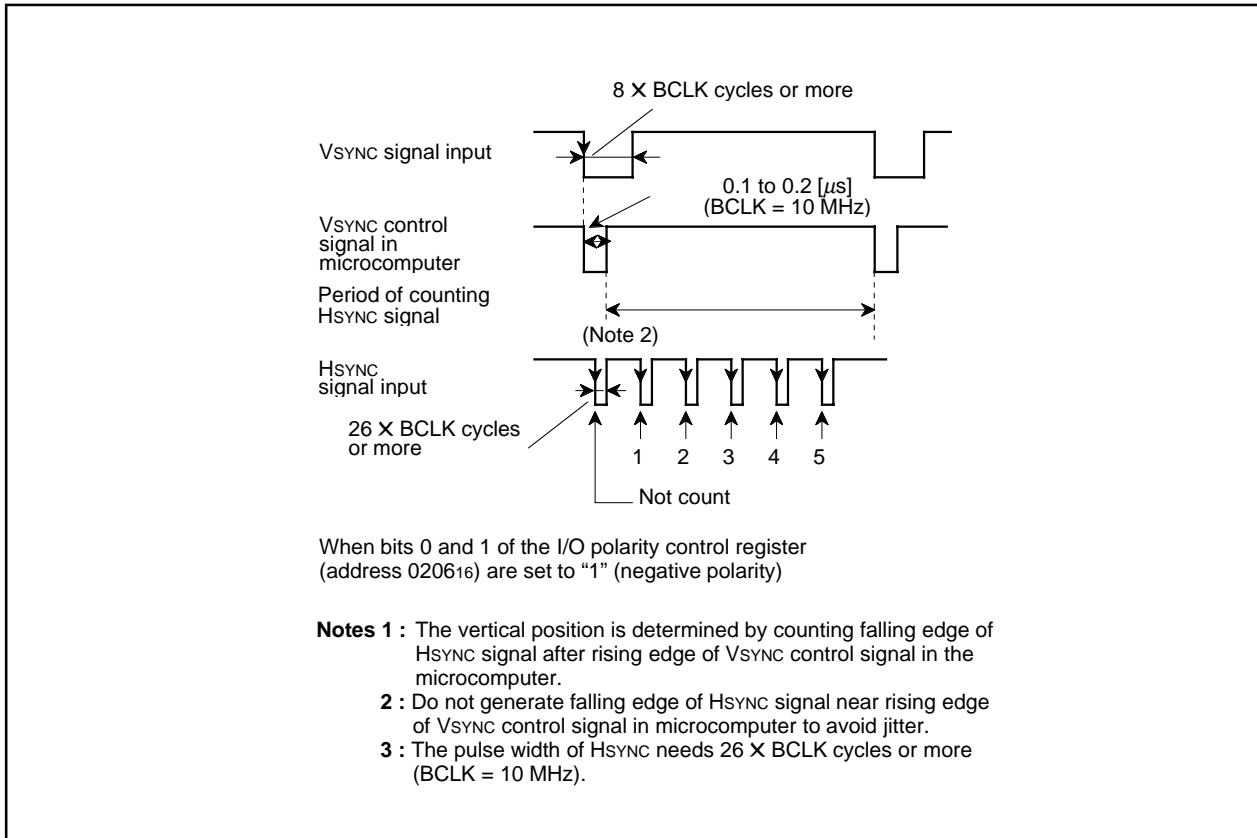 8 X BCLK cycles or more
VSYNC signal input
0.1 to 0.2 [μs]
(BCLK = 10 MHz)
VSYNC control
signal in
microcomputer
Period of counting
HSYNC signal
(Note 2)
HSYNC
signal input
26 X BCLK cycles
or more
1 2 3 4 5
Not count
When bits 0 and 1 of the I/O polarity control register
(address 020616) are set to “1” (negative polarity)
Notes 1 : The vertical position is determined by counting falling edge of
HSYNC signal after rising edge of VSYNC control signal in the
microcomputer.
2 : Do not generate falling edge of HSYNC signal near rising edge
of VSYNC control signal in microcomputer to avoid jitter.
3 : The pulse width of HSYNC needs 26 X BCLK cycles or more
(BCLK = 10 MHz).